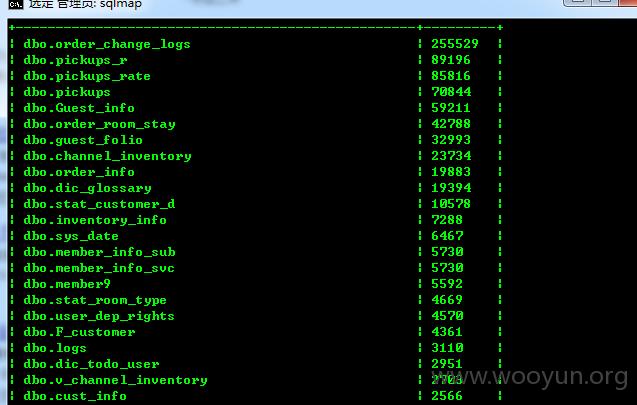 选定 管理员: sqlmap
dbo.order_change_logs | 255529
dbo.pickups_r | 89196
dbo.pickups_rate | 85816
dbo.pickups | 70844
dbo.Guest_info | 59211
dbo.order_room_stay | 42788
dbo.guest_folio | 32993
dbo.channel_inventory | 23734
dbo.order_info | 19883
dbo.dic_glossary | 19394
dbo.stat_customer_d | 10578
dbo.inventory_info | 7288
dbo.sys_date | 6467
dbo.member_info_sub | 5730
dbo.member_info_svc | 5730
dbo.member9 | 5592
dbo.stat_room_type | 4669
dbo.user_dep_rights | 4570
dbo.F_customer | 4361
dbo.logs | 3110
dbo.dic_todo_user | 2951
dbo.v_channel_inventory | 2703
dbo.cust_info | 2566
www.wooyun.org